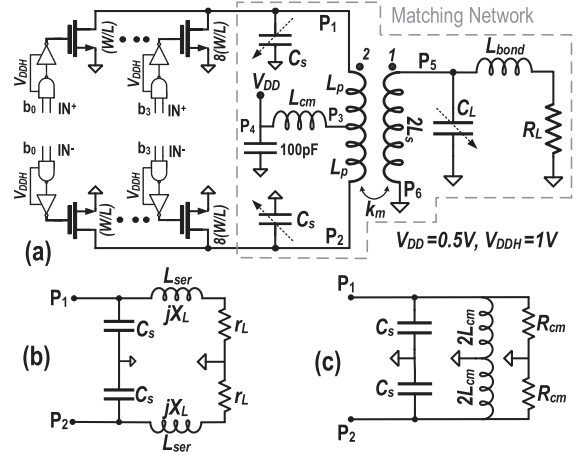 Matching Network
P1
(W/L)
8(W/L)
VDDH
VDDH
b0 IN+
b3 IN+
Cs
VDD
Lcm
P4
P3
100pF
2 1
Lp
Lp
2Ls
P5
Lbond
CL
RL
P6
km
b0 IN-
b3 IN-
VDDH
VDDH
(W/L)
8(W/L)
Cs
P2
(a)
VDD=0.5V, VDDH=1V
P1
Lser
jXL
rL
Cs
Cs
rL
(b)
jXL
P2
Lser
P1
Cs
2Lcm
Rcm
(c)
Cs
2Lcm
Rcm
P2